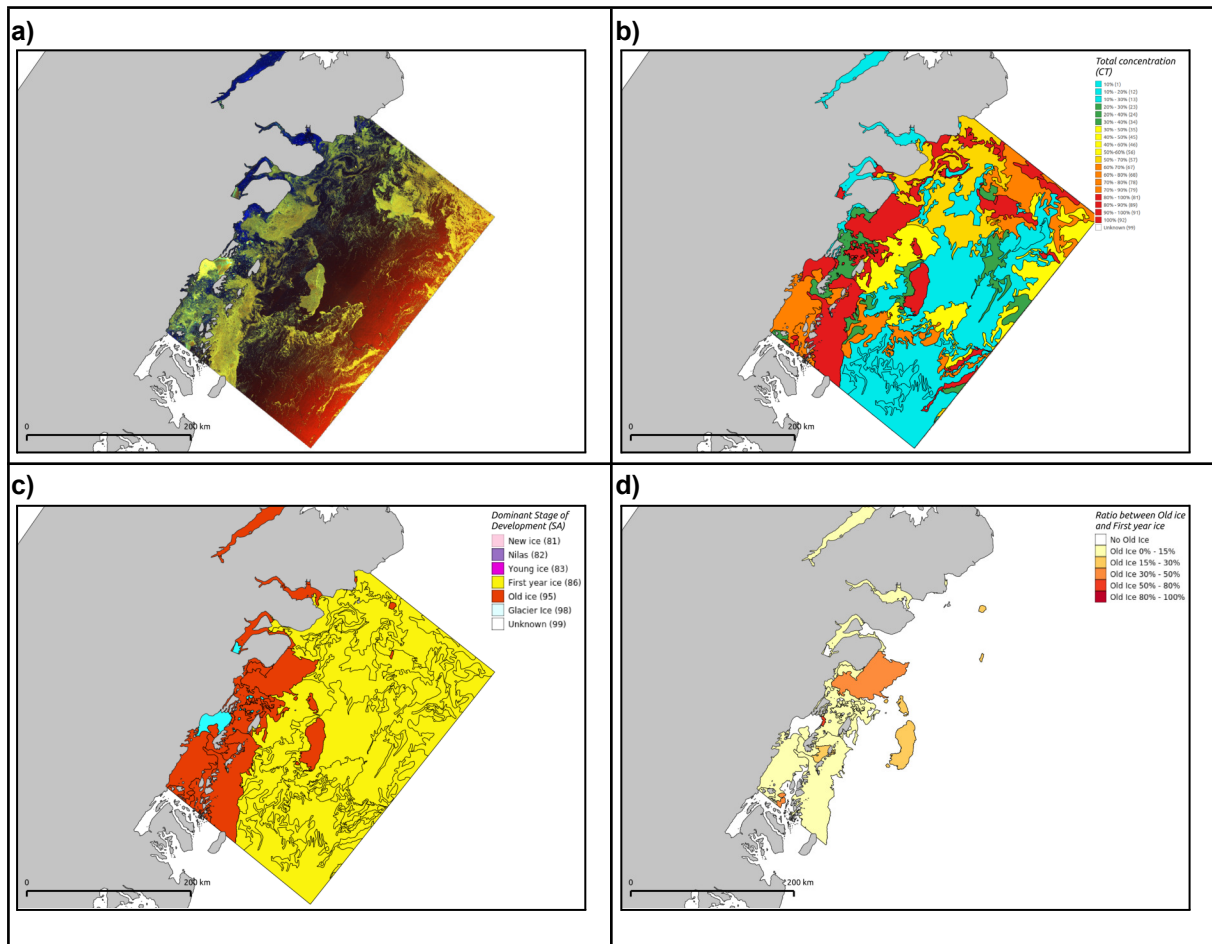 a)
0
200 km
b)
Total concentration
(CT)
10% (1)
10% - 20% (12)
10% - 30% (13)
20% - 30% (23)
20% - 40% (24)
30% - 40% (34)
30% - 50% (35)
40% - 50% (45)
40% - 60% (46)
50%-60% (56)
50% - 70% (57)
60% 70% (67)
60% - 80% (68)
70% - 80% (78)
70% - 90% (79)
80% - 100% (81)
80% - 90% (89)
90% - 100% (91)
100% (92)
Unknown (99)
0
200 km
c)
Dominant Stage of
Development (SA)
New ice (81)
Nilas (82)
Young ice (83)
First year ice (86)
Old ice (95)
Glacier Ice (98)
Unknown (99)
0
200 km
d)
Ratio between Old ice
and First year ice
No Old Ice
Old Ice 0% - 15%
Old Ice 15% - 30%
Old Ice 30% - 50%
Old Ice 50% - 80%
Old Ice 80% - 100%
0
200 km